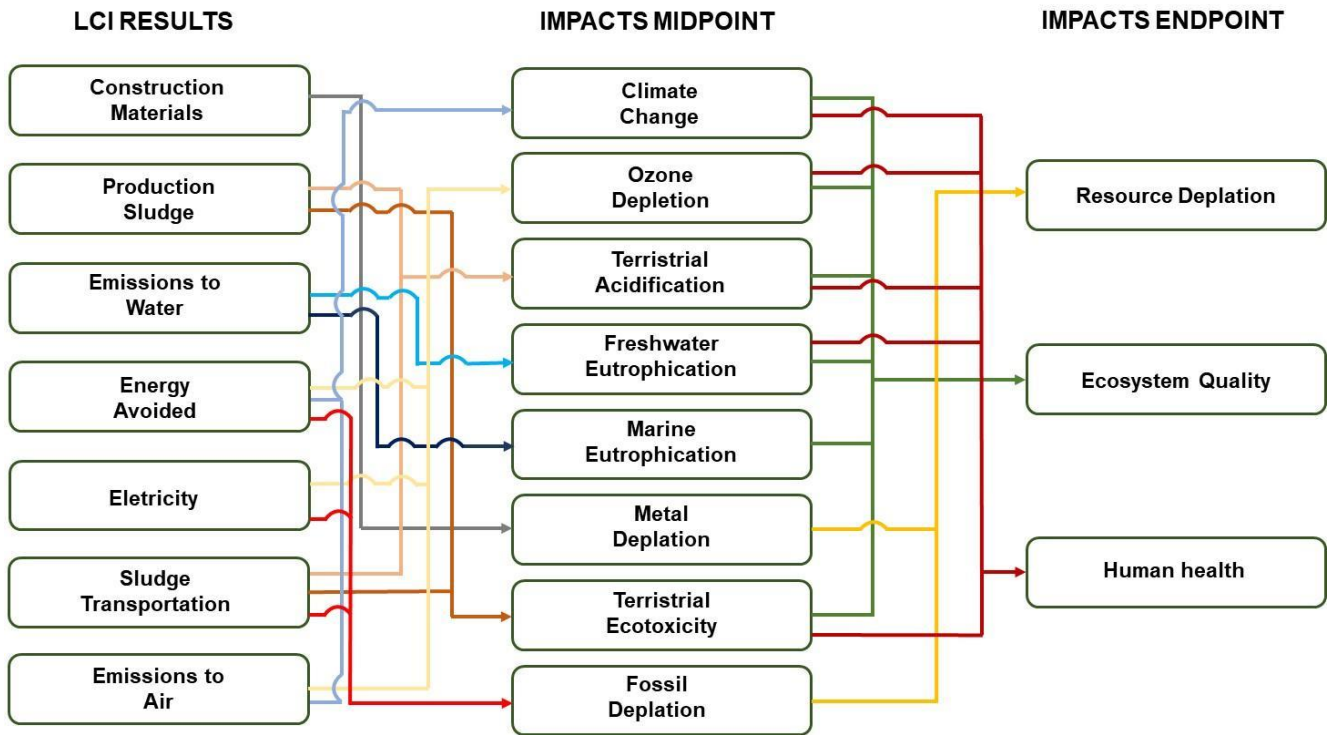 LCI RESULTS
IMPACTS MIDPOINT
IMPACTS ENDPOINT
Construction
Materials
Production
Sludge
Emissions to
Water
Energy
Avoided
Eletricity
Sludge
Transportation
Emissions to
Air
Climate
Change
Ozone
Depletion
Terristrial
Acidification
Freshwater
Eutrophication
Marine
Eutrophication
Metal
Deplation
Terristrial
Ecotoxicity
Fossil
Deplation
Resource Deplation
Ecosystem Quality
Human health